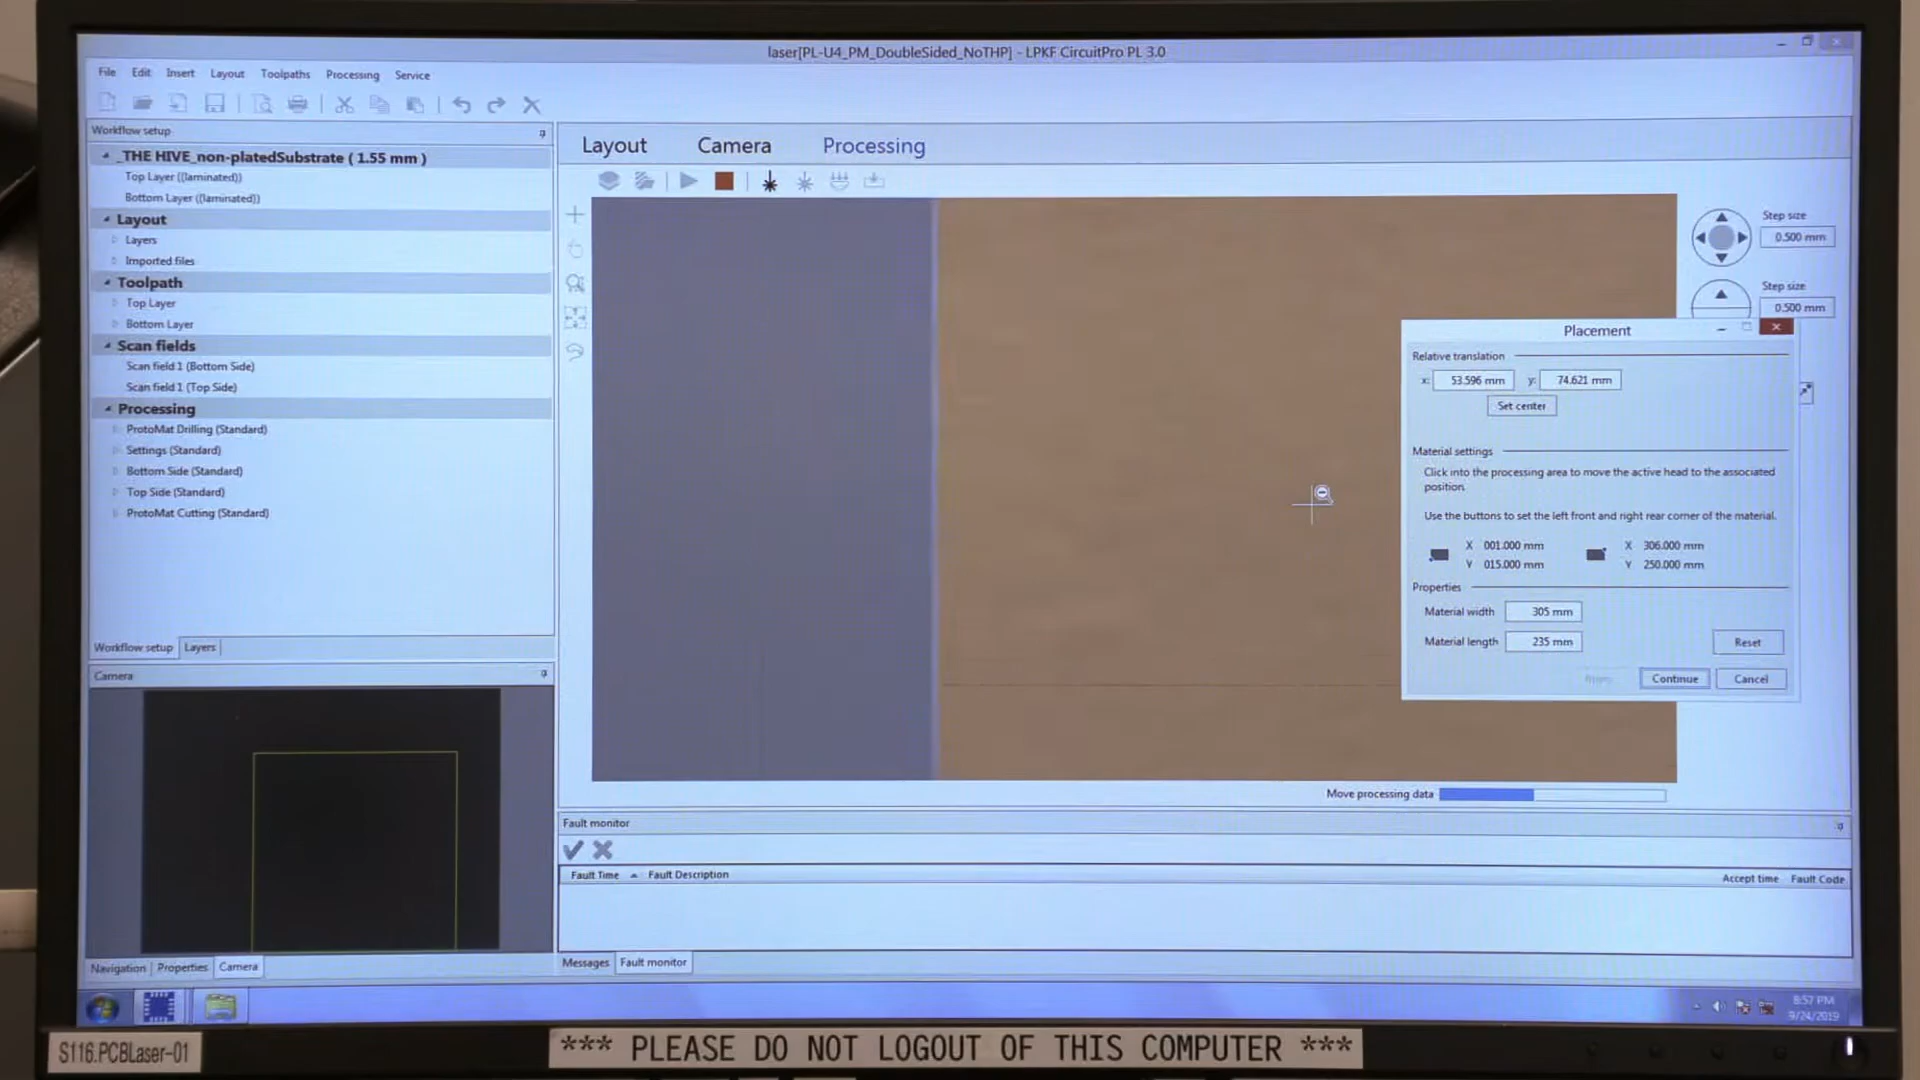 laser[PL-U4_PM_DoubleSided_NoTHP] - LPKF CircuitPro PL 3.0
File Edit Insert Layout Toolpaths Processing Service
Workflow setup
_THE HIVE_non-platedSubstrate ( 1.55 mm )
Top Layer ((laminated))
Bottom Layer ((laminated))
Layout
Layers
Imported files
Toolpath
Top Layer
Bottom Layer
Scan fields
Scan field 1 (Bottom Side)
Scan field 1 (Top Side)
Processing
ProtoMat Drilling (Standard)
Settings (Standard)
Bottom Side (Standard)
Top Side (Standard)
ProtoMat Cutting (Standard)
Workflow setup Layers
Camera
Navigation Properties Camera
Layout Camera Processing
Step size
0.500 mm
Step size
0.500 mm
Placement
Relative translation
x: 53.596 mm y: 74.621 mm
Set center
Material settings
Click into the processing area to move the active head to the associated
position.
Use the buttons to set the left front and right rear corner of the material.
X 001.000 mm X 306.000 mm
Y 015.000 mm Y 250.000 mm
Properties
Material width 305 mm
Material length 235 mm
Reset
Continue Cancel
Move processing data
Fault monitor
Fault Time Fault Description Accept time Fault Code
Messages Fault monitor
8:57 PM
9/24/2019
S116.PCBLaser-01
*** PLEASE DO NOT LOGOUT OF THIS COMPUTER ***